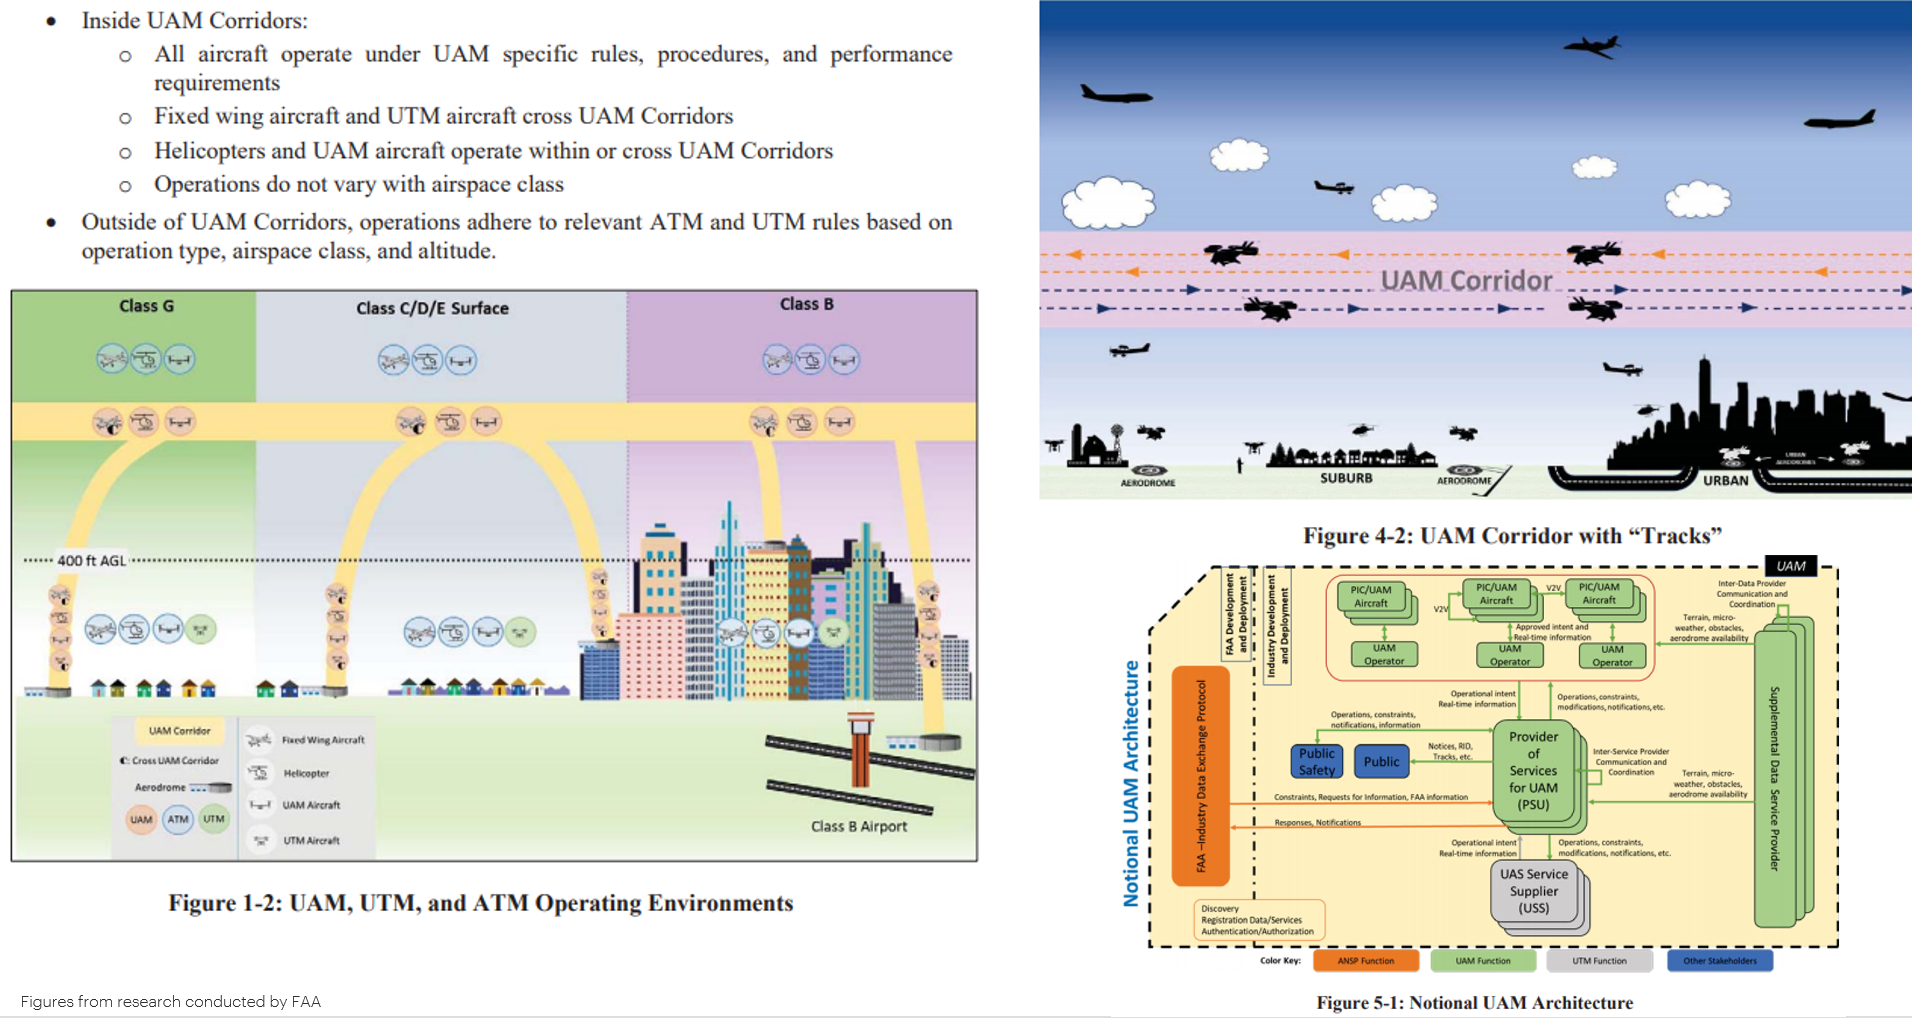 • Inside UAM Corridors:
o All aircraft operate under UAM specific rules, procedures, and performance
requirements
o Fixed wing aircraft and UTM aircraft cross UAM Corridors
o Helicopters and UAM aircraft operate within or cross UAM Corridors
o Operations do not vary with airspace class
• Outside of UAM Corridors, operations adhere to relevant ATM and UTM rules based on
operation type, airspace class, and altitude.
Class G
Class C/D/E Surface
Class B
400 ft AGL
UAM Corridor
C: Cross UAM Corridor
Aerodrome
UAM
ATM
UTM
Fixed Wing Aircraft
Helicopter
UAM Aircraft
UTM Aircraft
Class B Airport
Figure 1-2: UAM, UTM, and ATM Operating Environments
Figures from research conducted by FAA
UAM Corridor
AERODROME
SUBURB
AERODROME
URBAN
AERODROMES
URBAN
Figure 4-2: UAM Corridor with “Tracks”
UAM
Notional UAM Architecture
FAA Development
and Deployment
Industry Development
and Deployment
PIC/UAM
Aircraft
PIC/UAM
Aircraft
PIC/UAM
Aircraft
V2V
V2V
Approved intent and
Real-time information
UAM
Operator
UAM
Operator
UAM
Operator
Inter-Data Provider
Communication and
Coordination
Terrain, micro-
weather, obstacles,
aerodrome availability
Operational intent
Real-time information
Operations, constraints,
modifications, notifications, etc.
Operations, constraints,
notifications, information
Public
Safety
Public
Notices, RID,
Tracks, etc.
Provider
of
Services
for UAM
(PSU)
Inter-Service Provider
Communication and
Coordination
Terrain, micro-
weather, obstacles,
aerodrome availability
Supplemental Data Service Provider
FAA –Industry Data Exchange Protocol
Constraints, Requests for Information, FAA information
Responses, Notifications
Operational intent
Real-time information
Operations, constraints,
modifications, notifications, etc.
UAS Service
Supplier
(USS)
Discovery
Registration Data/Services
Authentication/Authorization
Color Key:
ANSP Function
UAM Function
UTM Function
Other Stakeholders
Figure 5-1: Notional UAM Architecture